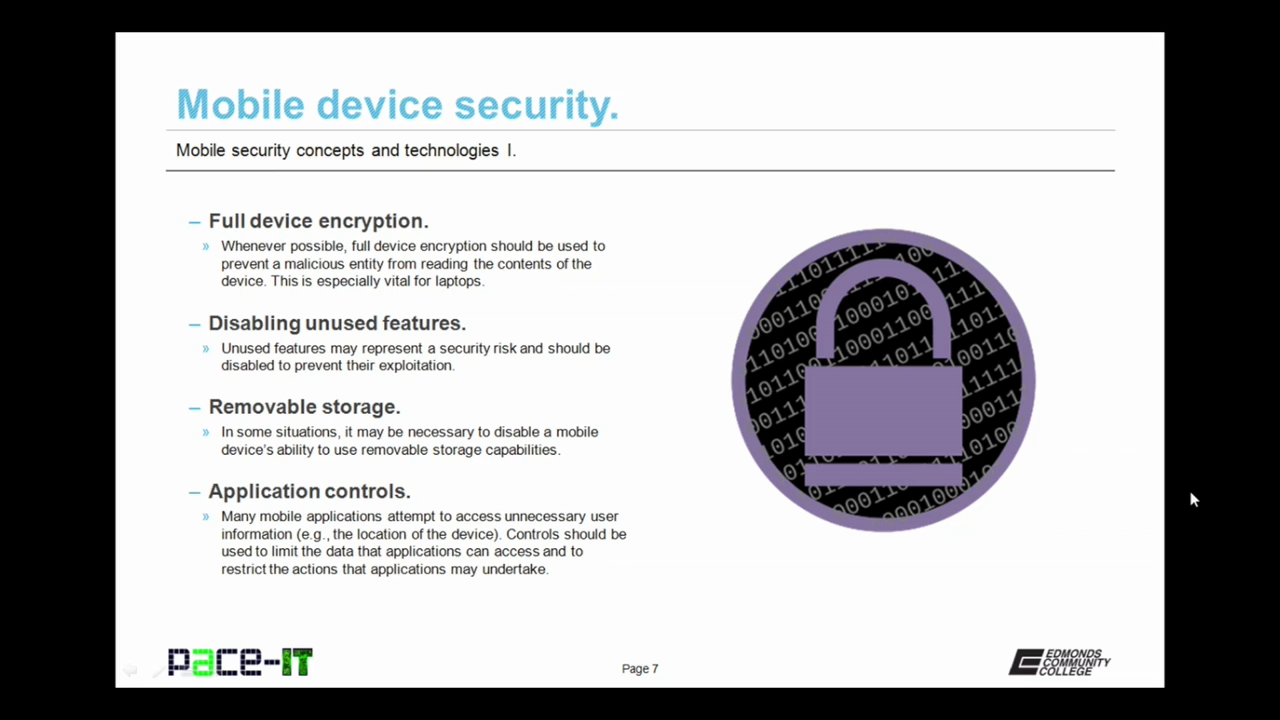 Mobile device security.
Mobile security concepts and technologies I.
– Full device encryption.
» Whenever possible, full device encryption should be used to
prevent a malicious entity from reading the contents of the
device. This is especially vital for laptops.
– Disabling unused features.
» Unused features may represent a security risk and should be
disabled to prevent their exploitation.
– Removable storage.
» In some situations, it may be necessary to disable a mobile
device's ability to use removable storage capabilities.
– Application controls.
» Many mobile applications attempt to access unnecessary user
information (e.g., the location of the device). Controls should be
used to limit the data that applications can access and to
restrict the actions that applications may undertake.
pace-IT
Page 7
EDMONDS
COMMUNITY
COLLEGE